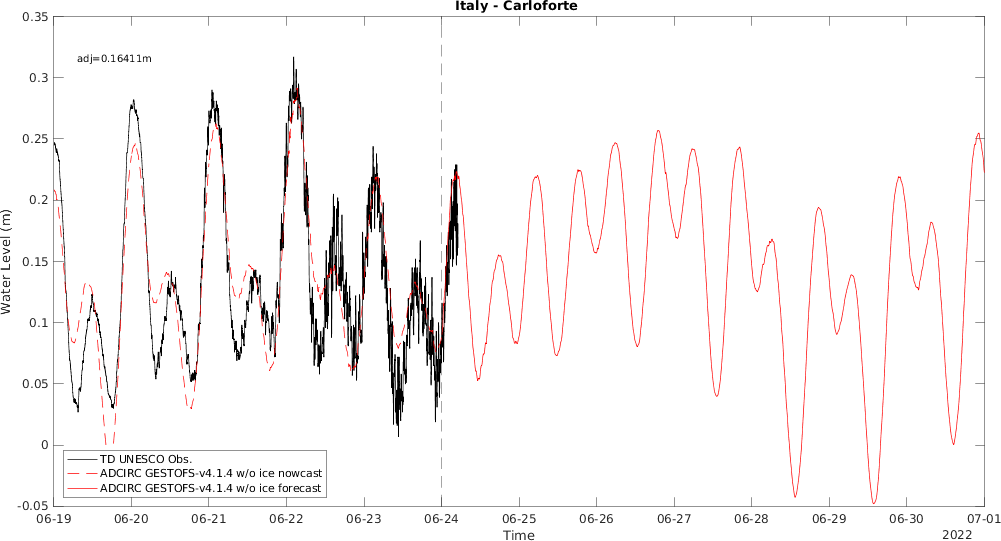 Italy - Carloforte
0.35
0.3
0.25
0.2
0.15
0.1
0.05
0
-0.05
Water Level (m)
adj=0.16411m
TD UNESCO Obs.
ADCIRC GESTOFS-v4.1.4 w/o ice nowcast
ADCIRC GESTOFS-v4.1.4 w/o ice forecast
06-19 06-20 06-21 06-22 06-23 06-24 06-25 06-26 06-27 06-28 06-29 06-30 07-01
Time
2022